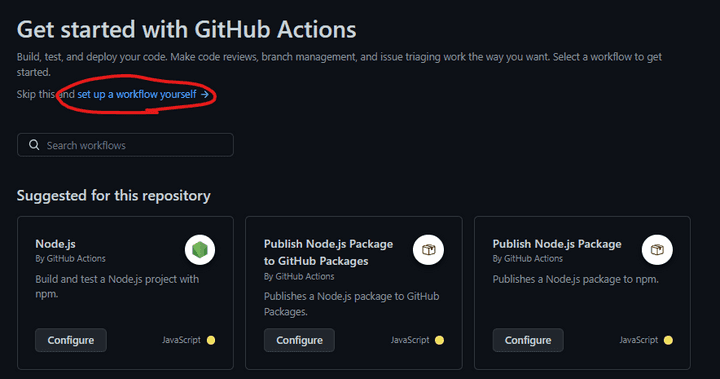 Get started with GitHub Actions
Build, test, and deploy your code. Make code reviews, branch management, and issue triaging work the way you want. Select a workflow to get
started.
Skip this and set up a workflow yourself →
Search workflows
Suggested for this repository
Node.js
By GitHub Actions
Build and test a Node.js project with
npm.
Configure
JavaScript
Publish Node.js Package
to GitHub Packages
By GitHub Actions
Publishes a Node.js package to GitHub
Packages.
Configure
JavaScript
Publish Node.js Package
By GitHub Actions
Publishes a Node.js package to npm.
Configure
JavaScript